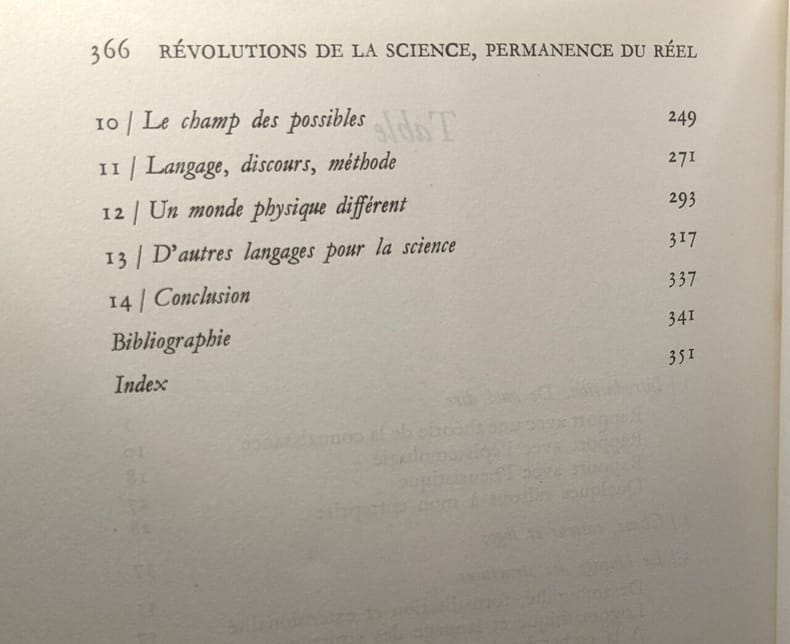 366 RÉVOLUTIONS DE LA SCIENCE, PERMANENCE DU RÉEL
10 | Le champ des possibles 249
11 | Langage, discours, méthode 271
12 | Un monde physique différent 293
13 | D'autres langages pour la science 317
14 | Conclusion 337
Bibliographie 341
Index 351
Table